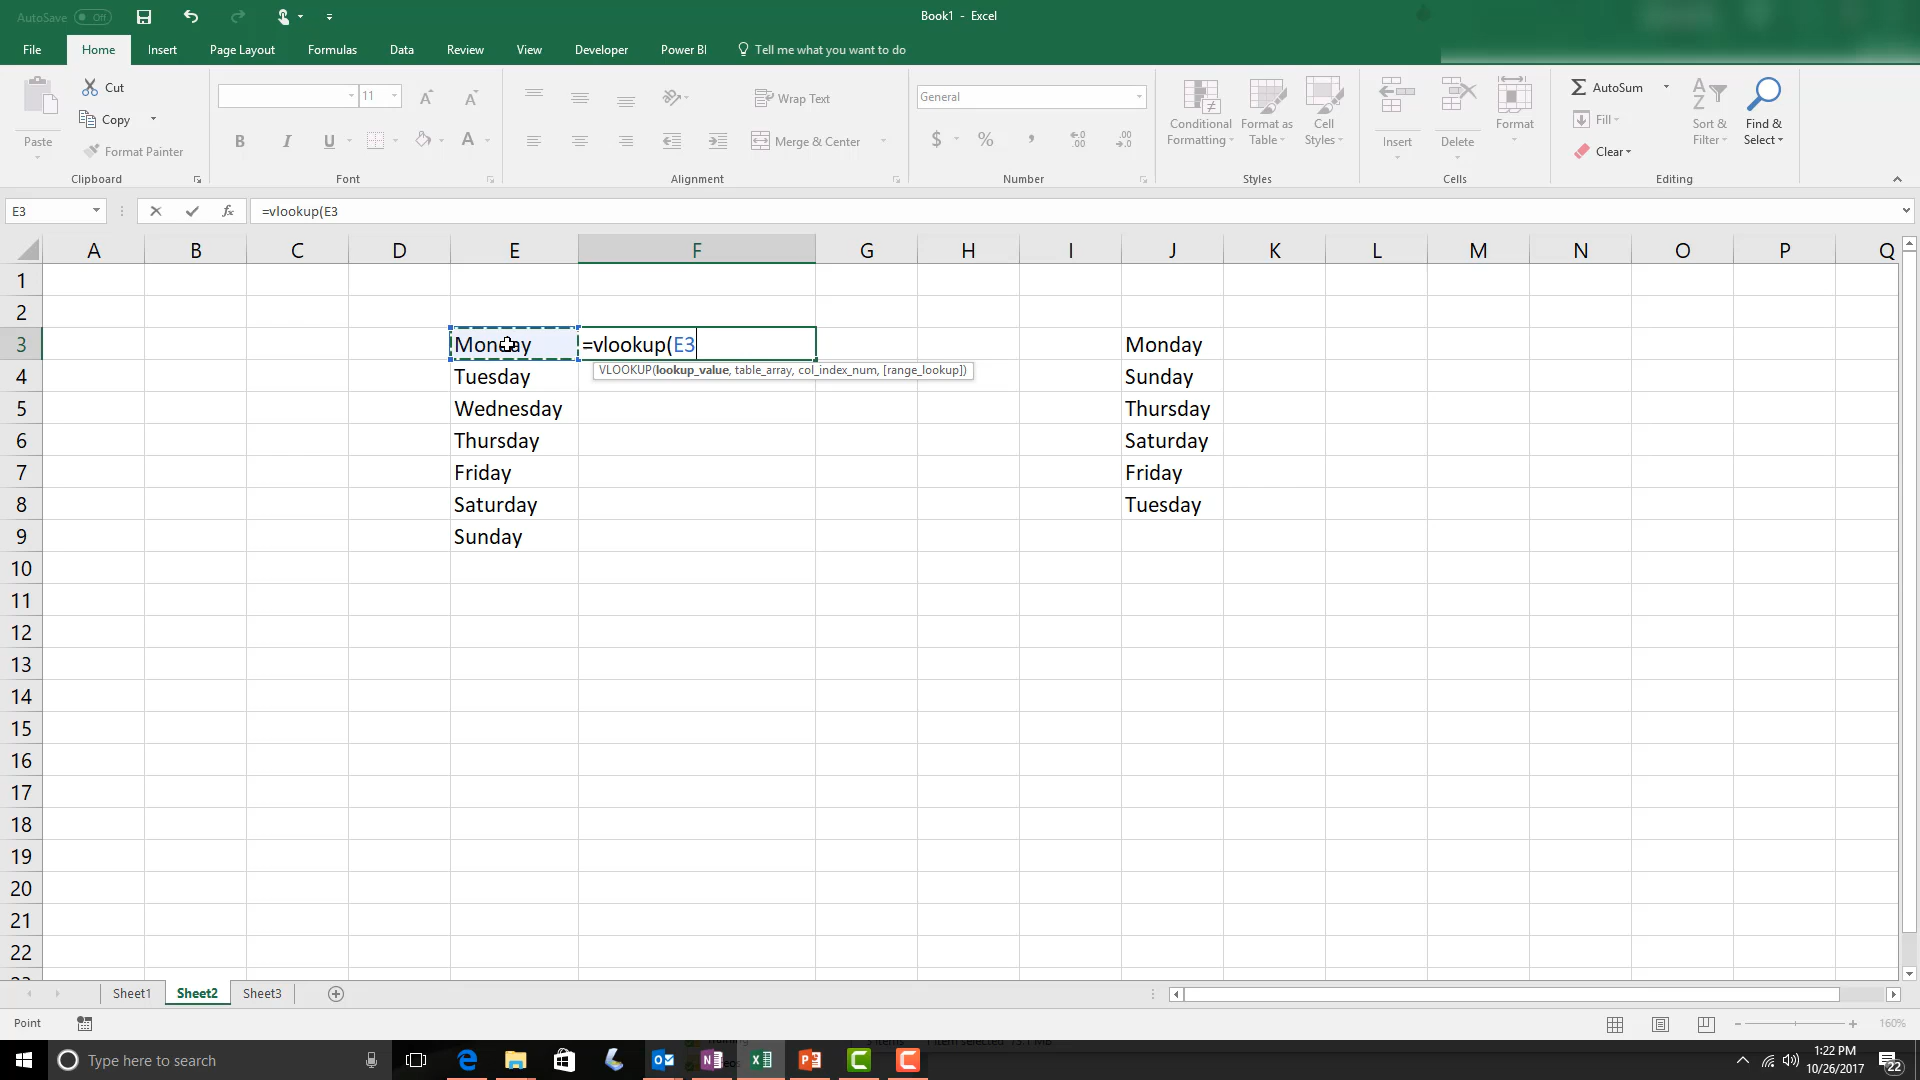 AutoSave Off
Book1 - Excel
File Home Insert Page Layout Formulas Data Review View Developer Power BI Tell me what you want to do
Paste
Cut
Copy
Format Painter
Clipboard
11
B I U
Font
Wrap Text
Merge & Center
Alignment
General
$ % ,
Number
Conditional Formatting
Format as Table
Cell Styles
Styles
Insert
Delete
Format
Cells
AutoSum
Fill
Clear
Sort & Filter
Find & Select
Editing
E3
fx
=vlookup(E3
A B C D E F G H I J K L M N O P Q
1
2
3 Monday =vlookup(E3 Monday
VLOOKUP(lookup_value, table_array, col_index_num, [range_lookup])
4 Tuesday Sunday
5 Wednesday Thursday
6 Thursday Saturday
7 Friday Friday
8 Saturday Tuesday
9 Sunday
10
11
12
13
14
15
16
17
18
19
20
21
22
Sheet1 Sheet2 Sheet3
Point
160%
Type here to search
1:22 PM
10/26/2017
22